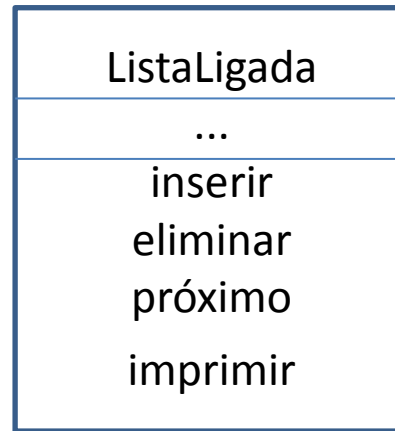 ListaLigada
...
inserir
eliminar
próximo
imprimir